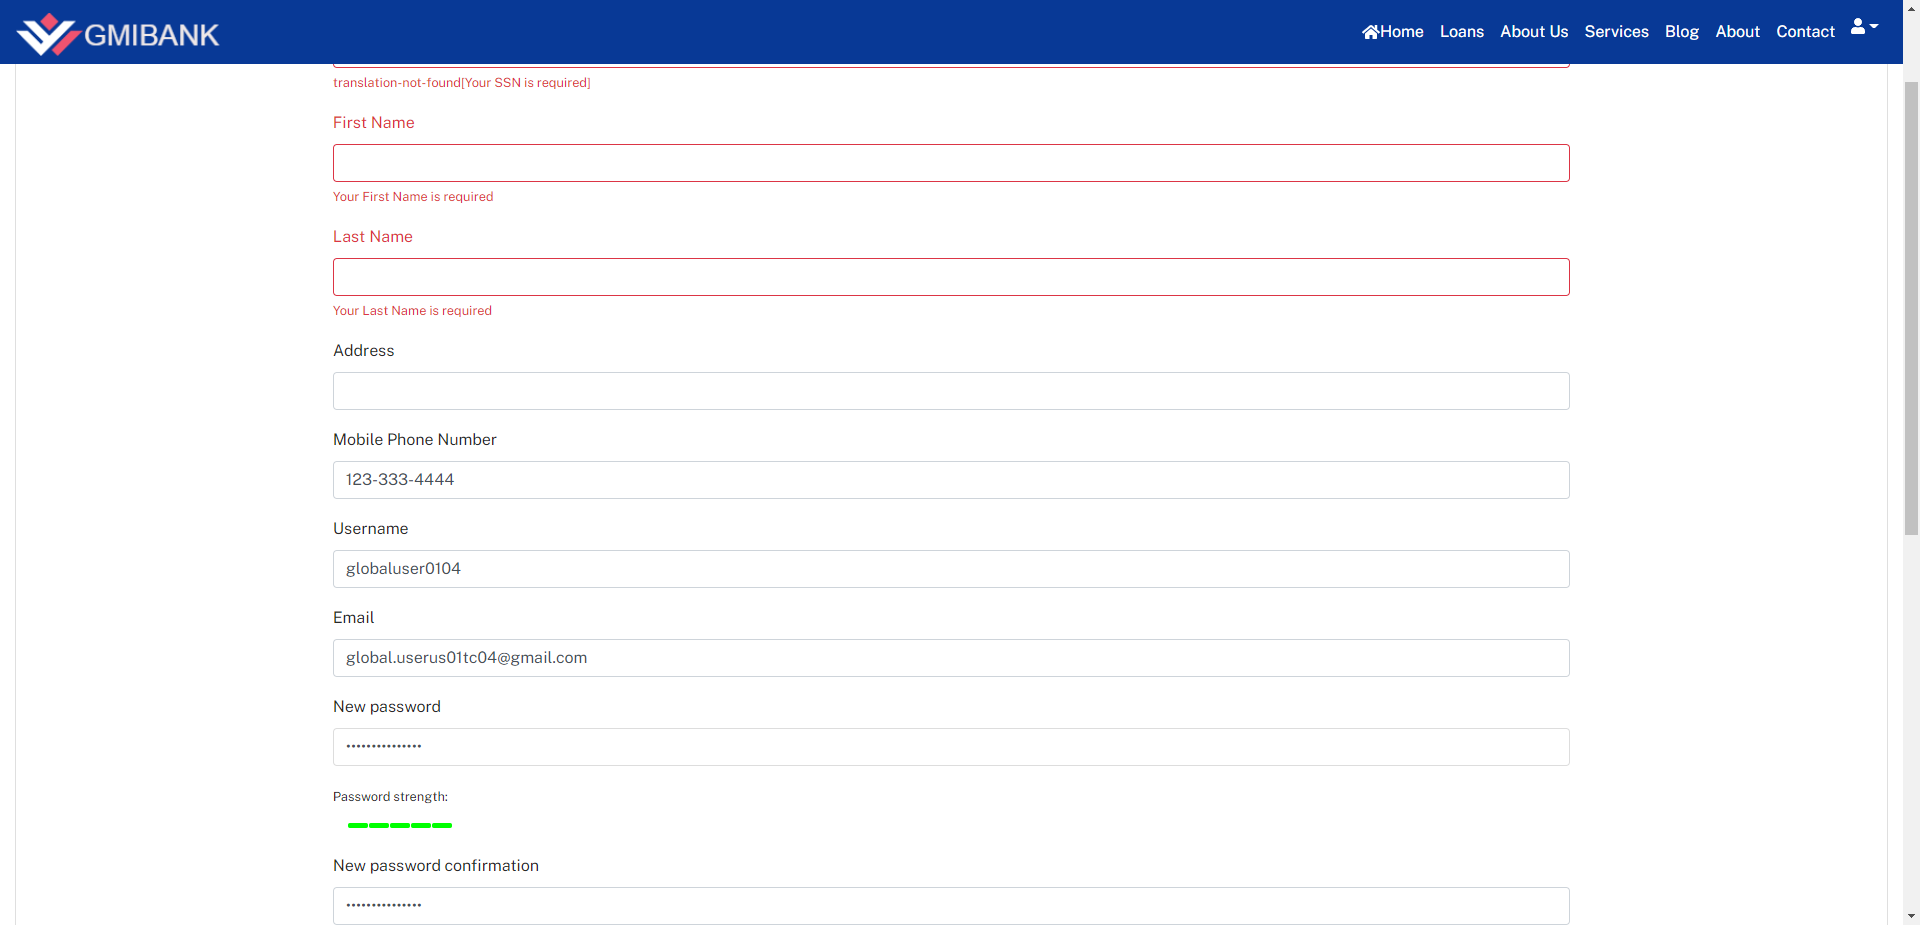 GMIBANK
Home Loans About Us Services Blog About Contact
translation-not-found[Your SSN is required]
First Name
Your First Name is required
Last Name
Your Last Name is required
Address
Mobile Phone Number
123-333-4444
Username
globaluser0104
Email
global.userus01tc04@gmail.com
New password
•••••••••••••••
Password strength:
New password confirmation
•••••••••••••••